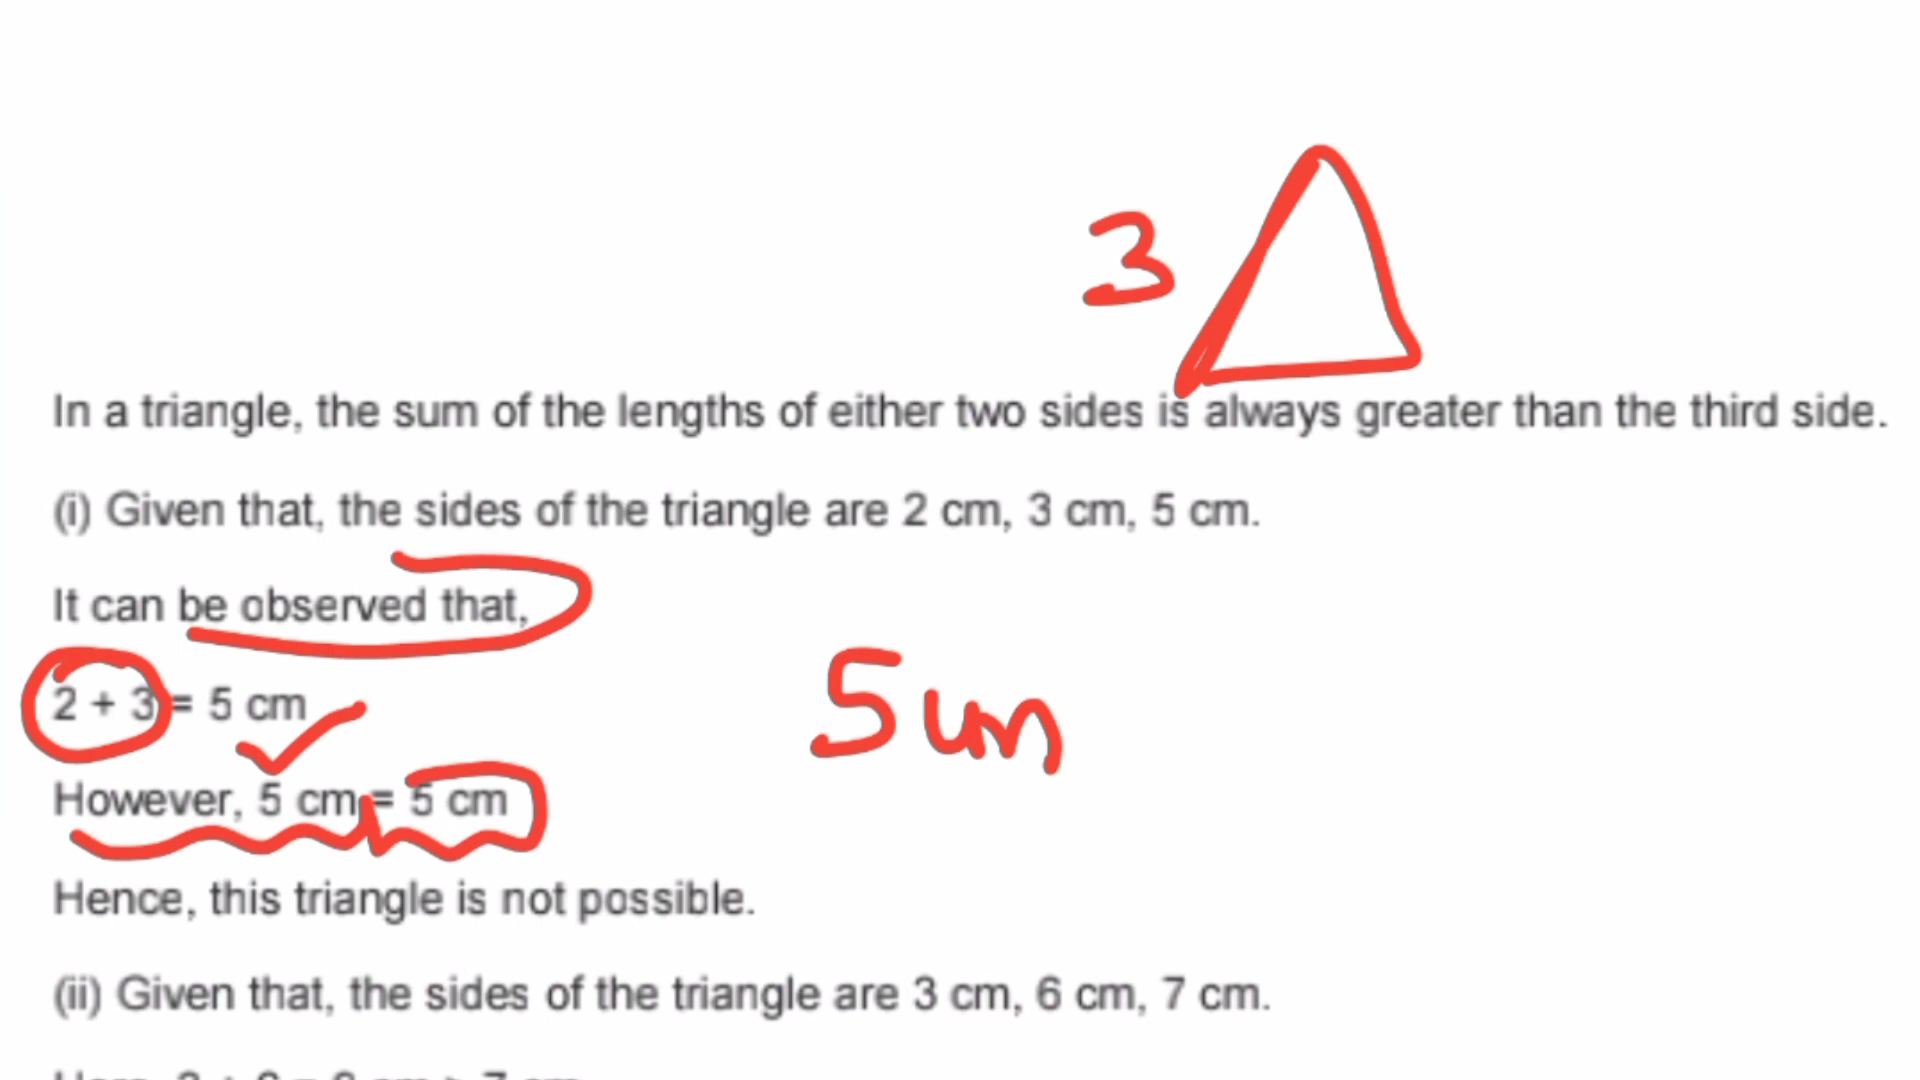 3
In a triangle, the sum of the lengths of either two sides is always greater than the third side.
(i) Given that, the sides of the triangle are 2 cm, 3 cm, 5 cm.
It can be observed that,
2 + 3 = 5 cm
5 cm
However, 5 cm = 5 cm
Hence, this triangle is not possible.
(ii) Given that, the sides of the triangle are 3 cm, 6 cm, 7 cm.